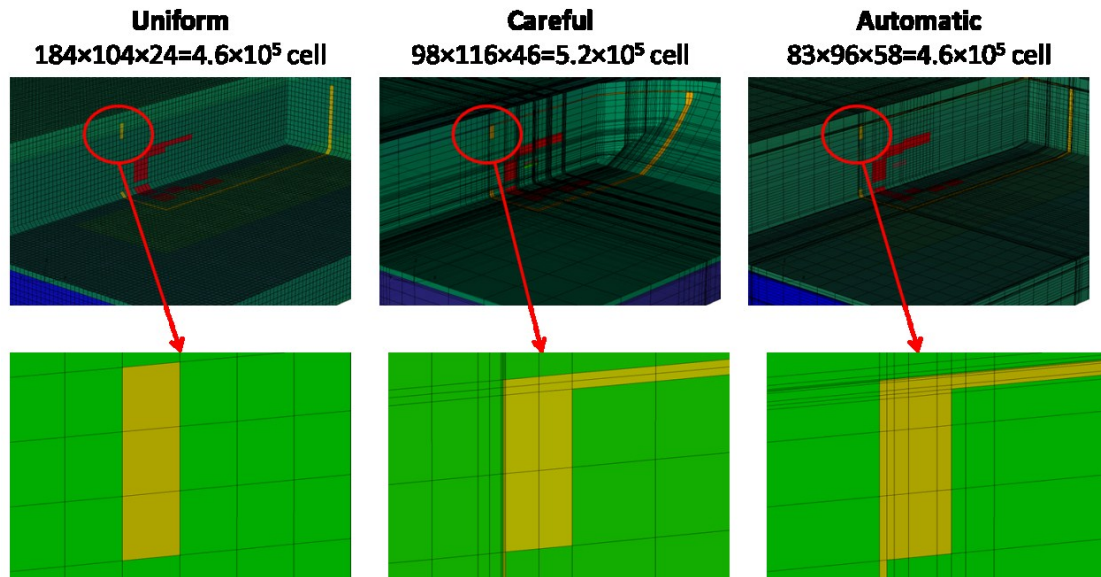 Uniform
184×104×24=4.6×10⁵ cell
Careful
98×116×46=5.2×10⁵ cell
Automatic
83×96×58=4.6×10⁵ cell